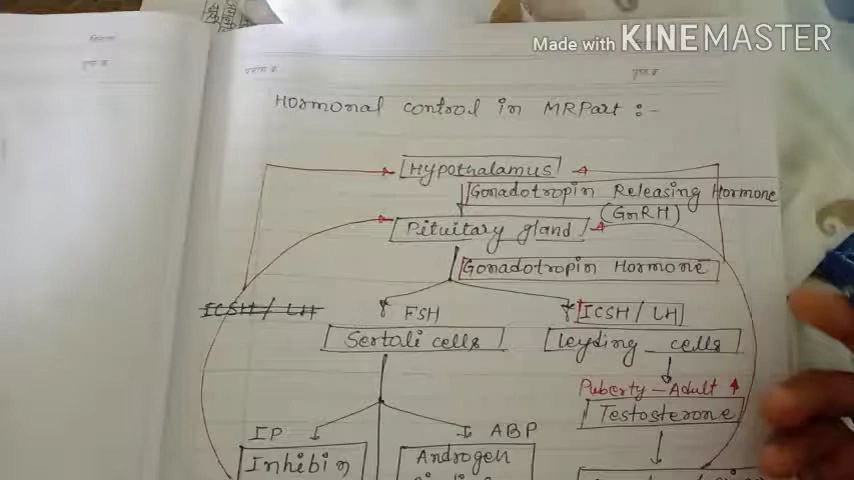 Made with KINEMASTER
Hormonal control in MRPart :-
Hypothalamus
Gonadotropin Releasing Hormone
(GnRH)
Pituitary gland
Gonadotropin Hormone
ICSH / LH
FSH
ICSH / LH
Sertali cells
Leyding cells
Puberty - Adult
Testosterone
IP
ABP
Inhibin
Androgen